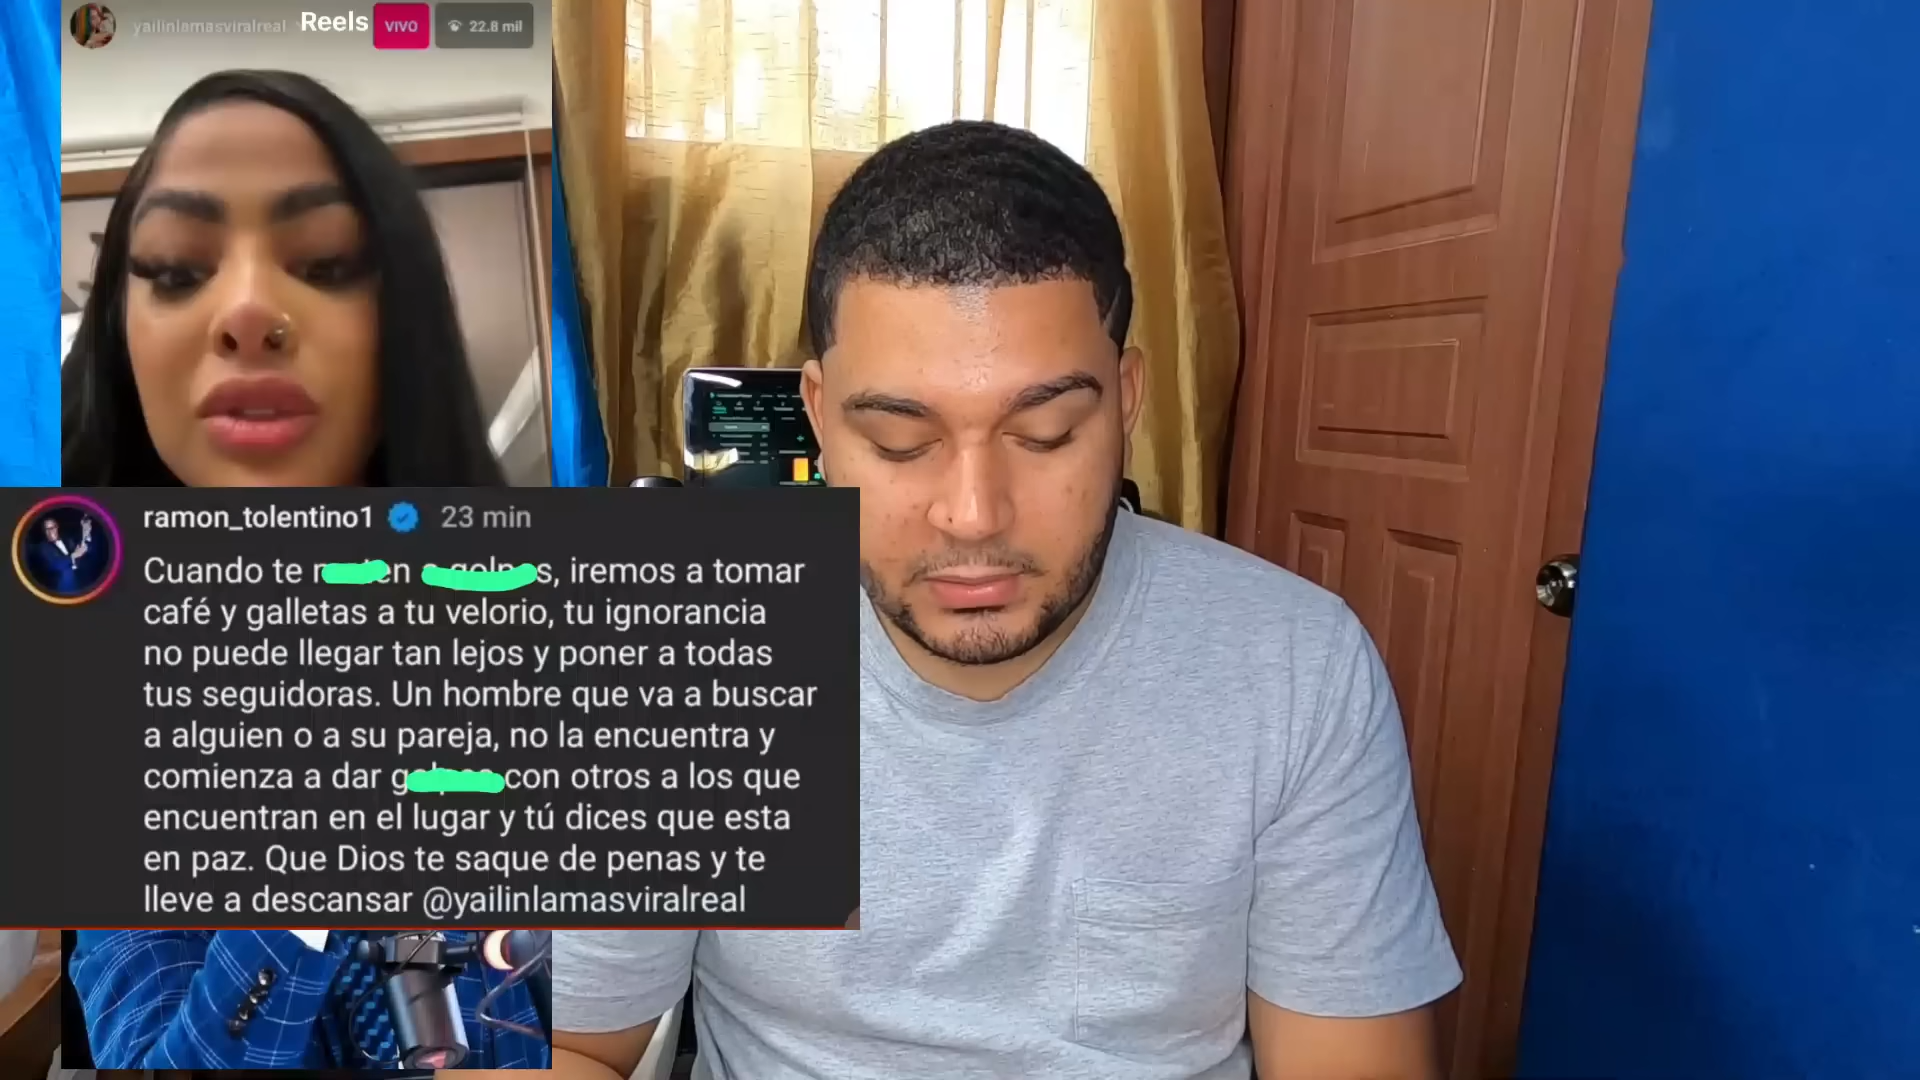 yailinlamasviralreal Reels VIVO 22.8 mil
ramon_tolentino1 23 min
Cuando te, iremos a tomar
café y galletas a tu velorio, tu ignorancia
no puede llegar tan lejos y poner a todas
tus seguidoras. Un hombre que va a buscar
a alguien o a su pareja, no la encuentra y
comienza a dar con otros a los que
encuentran en el lugar y tú dices que esta
en paz. Que Dios te saque de penas y te
lleve a descansar @yailinlamasviralreal